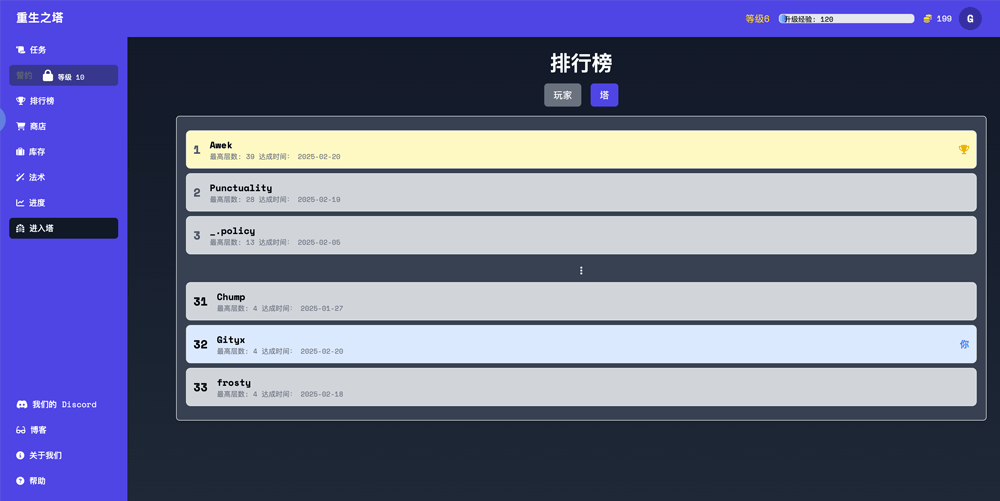 重生之塔
等级6
升级经验: 120
199
G
任务
誓约
等级 10
排行榜
商店
库存
法术
进度
进入塔
我们的 Discord
博客
关于我们
帮助
排行榜
玩家
塔
1
Awek
最高层数: 39 达成时间: 2025-02-20
2
Punctuality
最高层数: 28 达成时间: 2025-02-19
3
_.policy
最高层数: 13 达成时间: 2025-02-05
31
Chump
最高层数: 4 达成时间: 2025-01-27
32
Gityx
最高层数: 4 达成时间: 2025-02-20
你
33
frosty
最高层数: 4 达成时间: 2025-02-18